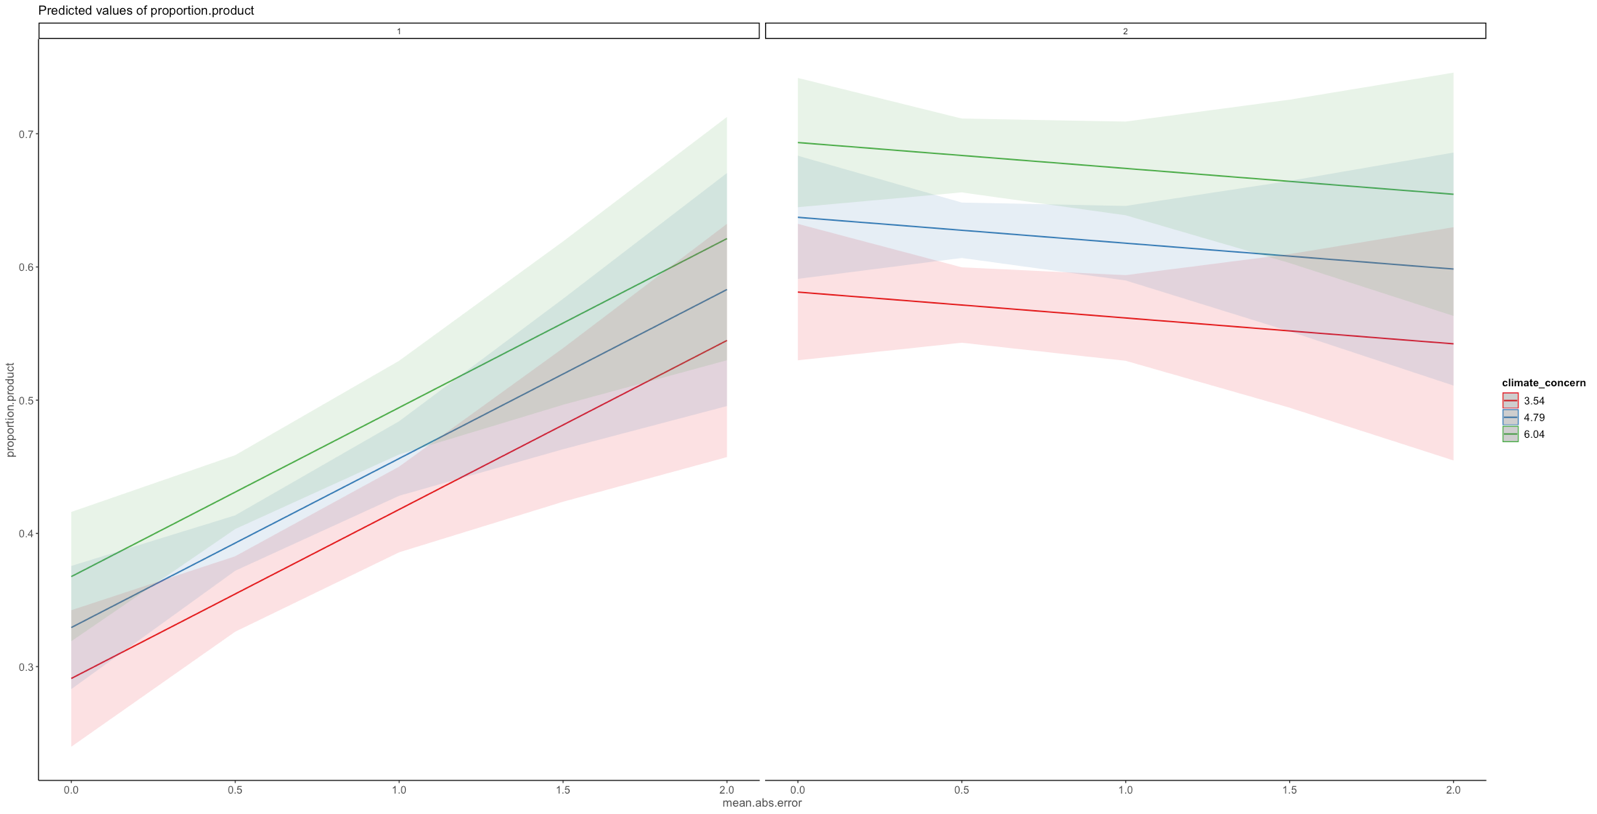 Predicted values of proportion.product
1
2
0.7
0.6
0.5
0.4
0.3
proportion.product
0.0 0.5 1.0 1.5 2.0
0.0 0.5 1.0 1.5 2.0
mean.abs.error
climate_concern
3.54
4.79
6.04